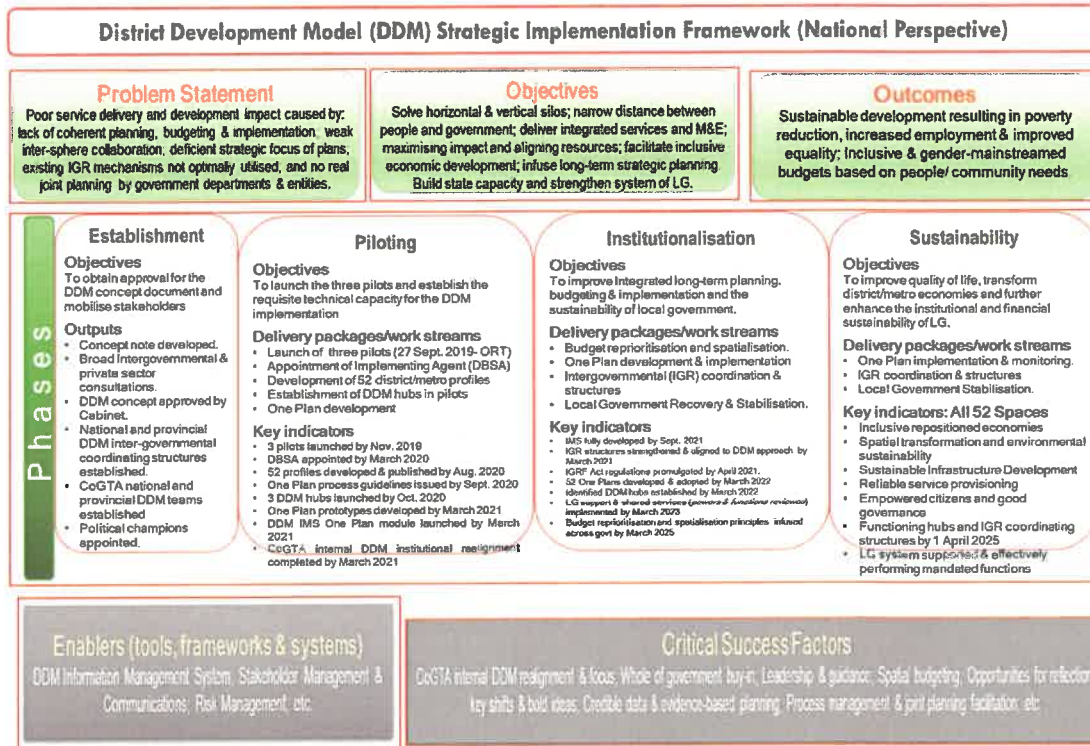 District Development Model (DDM) Strategic Implementation Framework (National Perspective)
Problem Statement
Poor service delivery and development impact caused by:
lack of coherent planning, budgeting & implementation; weak
inter-sphere collaboration; deficient strategic focus of plans,
existing IGR mechanisms not optimally utilised, and no real
joint planning by government departments & entities.
Objectives
Solve horizontal & vertical silos; narrow distance between
people and government; deliver integrated services and M&E;
maximising impact and aligning resources; facilitate inclusive
economic development; infuse long-term strategic planning.
Build state capacity and strengthen system of LG.
Outcomes
Sustainable development resulting in poverty
reduction, increased employment & improved
equality; Inclusive & gender-mainstreamed
budgets based on people/ community needs
Phases
Establishment
Objectives
To obtain approval for the
DDM concept document and
mobilise stakeholders
Outputs
• Concept note developed.
• Broad Intergovernmental &
private sector
consultations.
• DDM concept approved by
Cabinet.
• National and provincial
DDM inter-governmental
coordinating structures
established.
• CoGTA national and
provincial DDM teams
established
• Political champions
appointed.
Piloting
Objectives
To launch the three pilots and establish the
requisite technical capacity for the DDM
implementation
Delivery packages/work streams
• Launch of three pilots (27 Sept. 2019- ORT)
• Appointment of Implementing Agent (DBSA)
• Development of 52 district/metro profiles
• Establishment of DDM hubs in pilots
• One Plan development
Key indicators
• 3 pilots launched by Nov. 2019
• DBSA appointed by March 2020
• 52 profiles developed & published by Aug. 2020
• One Plan process guidelines issued by Sept. 2020
• 3 DDM hubs launched by Oct. 2020
• One Plan prototypes developed by March 2021
• DDM IMS One Plan module launched by March
2021
• CoGTA internal DDM institutional realignment
completed by March 2021
Institutionalisation
Objectives
To improve Integrated long-term planning,
budgeting & implementation and the
sustainability of local government.
Delivery packages/work streams
• Budget reprioritisation and spatialisation.
• One Plan development & implementation
• Intergovernmental (IGR) coordination &
structures
• Local Government Recovery & Stabilisation.
Key indicators
• IMS fully developed by Sept. 2021
• IGR structures strengthened & aligned to DDM approach by
March 2021
• IGRF Act regulations promulgated by April 2021.
• 52 One Plans developed & adopted by March 2022
• Identified DDM hubs established by March 2022
• LG support & shared services (powers & functions reviewed)
implemented by March 2023
• Budget reprioritisation and spatialisation principles infused
across govt by March 2025
Sustainability
Objectives
To improve quality of life, transform
district/metro economies and further
enhance the institutional and financial
sustainability of LG.
Delivery packages/work streams
• One Plan implementation & monitoring.
• IGR coordination & structures
• Local Government Stabilisation.
Key indicators: All 52 Spaces
• Inclusive repositioned economies
• Spatial transformation and environmental
sustainability
• Sustainable Infrastructure Development
• Reliable service provisioning
• Empowered citizens and good
governance
• Functioning hubs and IGR coordinating
structures by 1 April 2025
• LG system supported & effectively
performing mandated functions
Enablers (tools, frameworks & systems)
DDM Information Management System, Stakeholder Management &
Communications, Risk Management, etc.
Critical Success Factors
CoGTA internal DDM realignment & focus, Whole of government buy-in, Leadership & guidance, Spatial budgeting, Opportunities for reflection
key shifts & bold ideas, Credible data & evidence-based planning, Process management & joint planning facilitation, etc